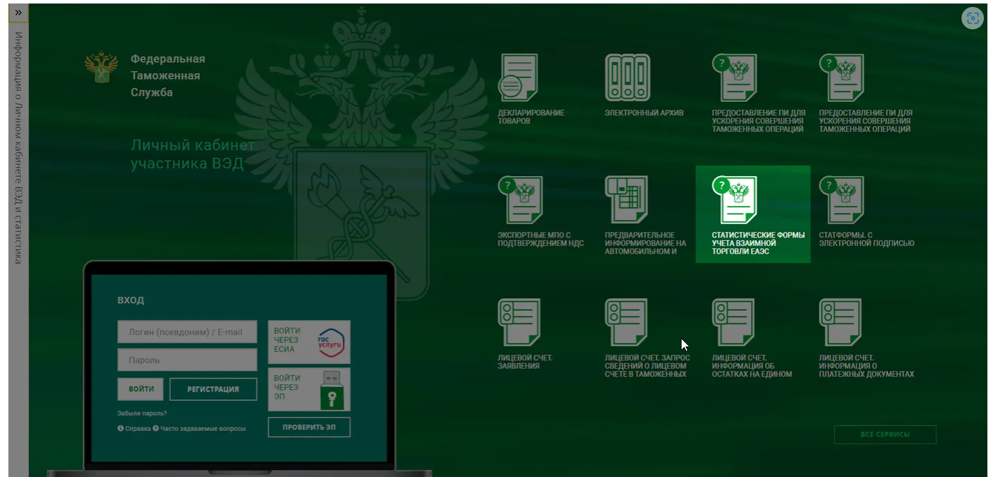 »
Информация о Личном кабинете ВЭД и статистика
Федеральная
Таможенная
Служба
Личный кабинет
участника ВЭД
ДЕКЛАРИРОВАНИЕ
ТОВАРОВ
ЭЛЕКТРОННЫЙ АРХИВ
ПРЕДОСТАВЛЕНИЕ ПИ ДЛЯ
УСКОРЕНИЯ СОВЕРШЕНИЯ
ТАМОЖЕННЫХ ОПЕРАЦИЙ
ПРЕДОСТАВЛЕНИЕ ПИ ДЛЯ
УСКОРЕНИЯ СОВЕРШЕНИЯ
ТАМОЖЕННЫХ ОПЕРАЦИЙ
ЭКСПОРТНЫЕ МПО С
ПОДТВЕРЖДЕНИЕМ НДС
ПРЕДВАРИТЕЛЬНОЕ
ИНФОРМИРОВАНИЕ НА
АВТОМОБИЛЬНОМ И
СТАТИСТИЧЕСКИЕ ФОРМЫ
УЧЕТА ВЗАИМНОЙ
ТОРГОВЛИ ЕАЭС
СТАТФОРМЫ. С
ЭЛЕКТРОННОЙ ПОДПИСЬЮ
ЛИЦЕВОЙ СЧЕТ.
ЗАЯВЛЕНИЯ
ЛИЦЕВОЙ СЧЕТ. ЗАПРОС
СВЕДЕНИЙ О ЛИЦЕВОМ
СЧЕТЕ В ТАМОЖЕННЫХ
ЛИЦЕВОЙ СЧЕТ.
ИНФОРМАЦИЯ ОБ
ОСТАТКАХ НА ЕДИНОМ
ЛИЦЕВОЙ СЧЕТ.
ИНФОРМАЦИЯ О
ПЛАТЕЖНЫХ ДОКУМЕНТАХ
ВСЕ СЕРВИСЫ
ВХОД
Логин (псевдоним) / E-mail
Пароль
ВОЙТИ
РЕГИСТРАЦИЯ
Забыли пароль?
Справка Часто задаваемые вопросы
ВОЙТИ
ЧЕРЕЗ
ЕСИА
гос
услуги
ВОЙТИ
ЧЕРЕЗ
ЭП
ПРОВЕРИТЬ ЭП